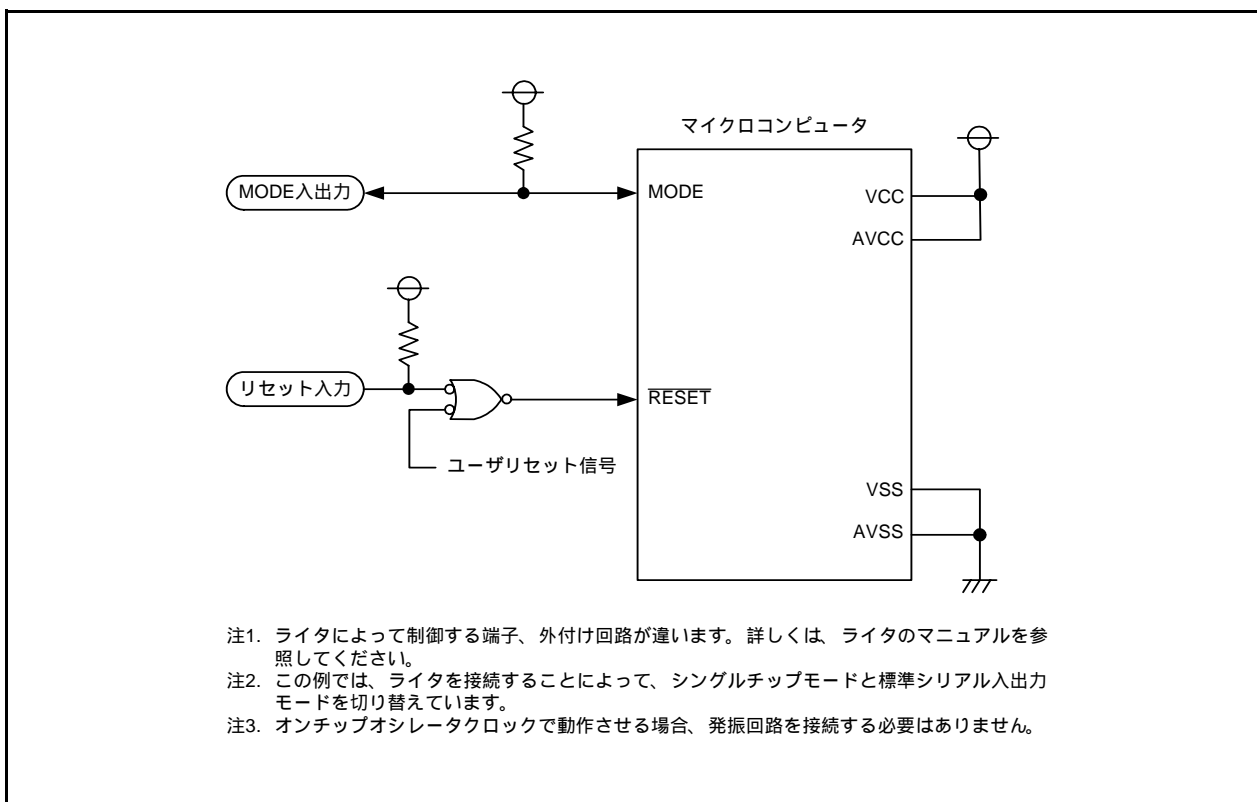 マイクロコンピュータ
MODE入出力
MODE
VCC
AVCC
リセット入力
RESET
ユーザリセット信号
VSS
AVSS
注1. ライタによって制御する端子、外付け回路が違います。詳しくは、ライタのマニュアルを参
照してください。
注2. この例では、ライタを接続することによって、シングルチップモードと標準シリアル入出力
モードを切り替えています。
注3. オンチップオシレータクロックで動作させる場合、発振回路を接続する必要はありません。